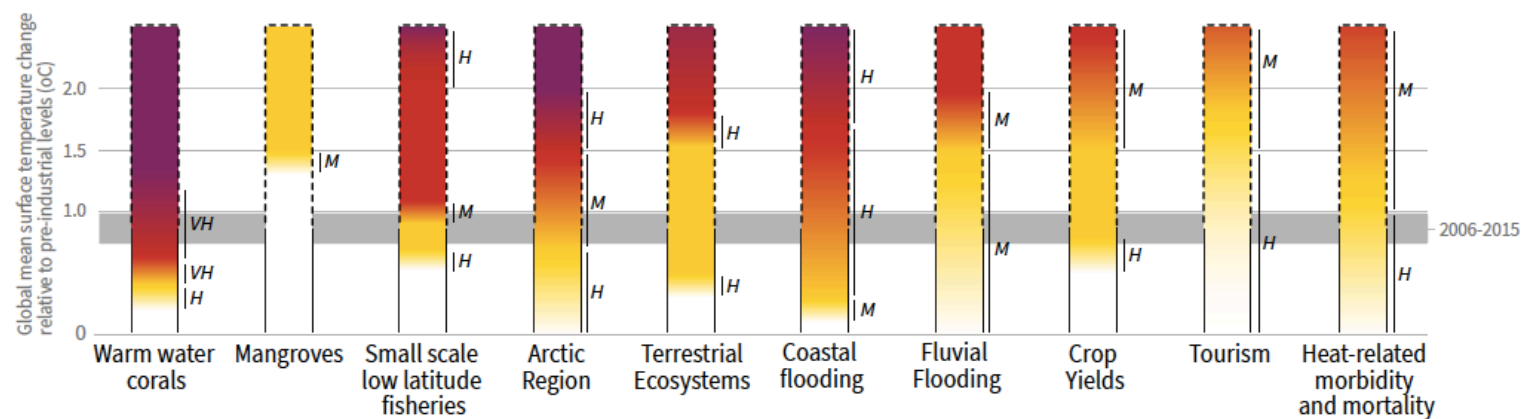 Global mean surface temperature change
relative to pre-industrial levels (oC)
2.0
1.5
1.0
0
2006-2015
VH
VH
H
M
H
M
H
H
M
H
H
H
H
H
M
M
M
M
H
M
H
M
H
Warm water
corals
Mangroves
Small scale
low latitude
fisheries
Arctic
Region
Terrestrial
Ecosystems
Coastal
flooding
Fluvial
Flooding
Crop
Yields
Tourism
Heat-related
morbidity
and mortality